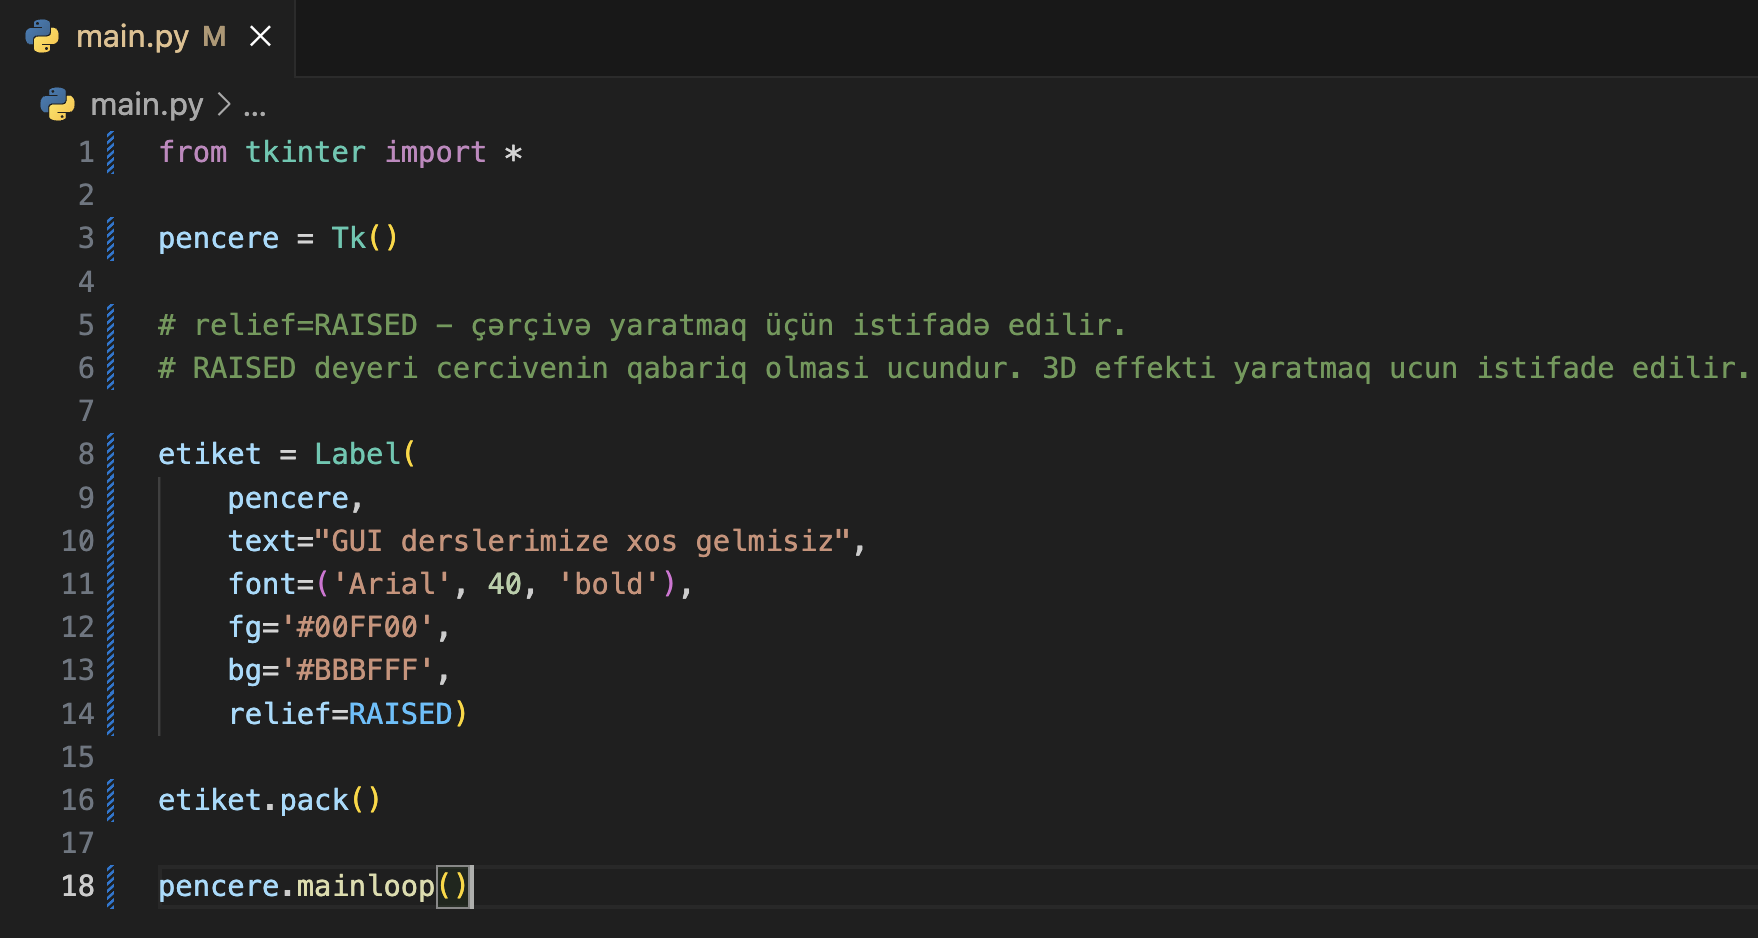 main.py M ×
main.py > ...
1 from tkinter import *
2
3 pencere = Tk()
4
5 # relief=RAISED – çərçivə yaratmaq üçün istifadə edilir.
6 # RAISED deyeri cercivenin qabariq olmasi ucundur. 3D effekti yaratmaq ucun istifade edilir.
7
8 etiket = Label(
9     pencere,
10     text="GUI derslerimize xos gelmisiz",
11     font=('Arial', 40, 'bold'),
12     fg='#00FF00',
13     bg='#BBBFFF',
14     relief=RAISED)
15
16 etiket.pack()
17
18 pencere.mainloop()